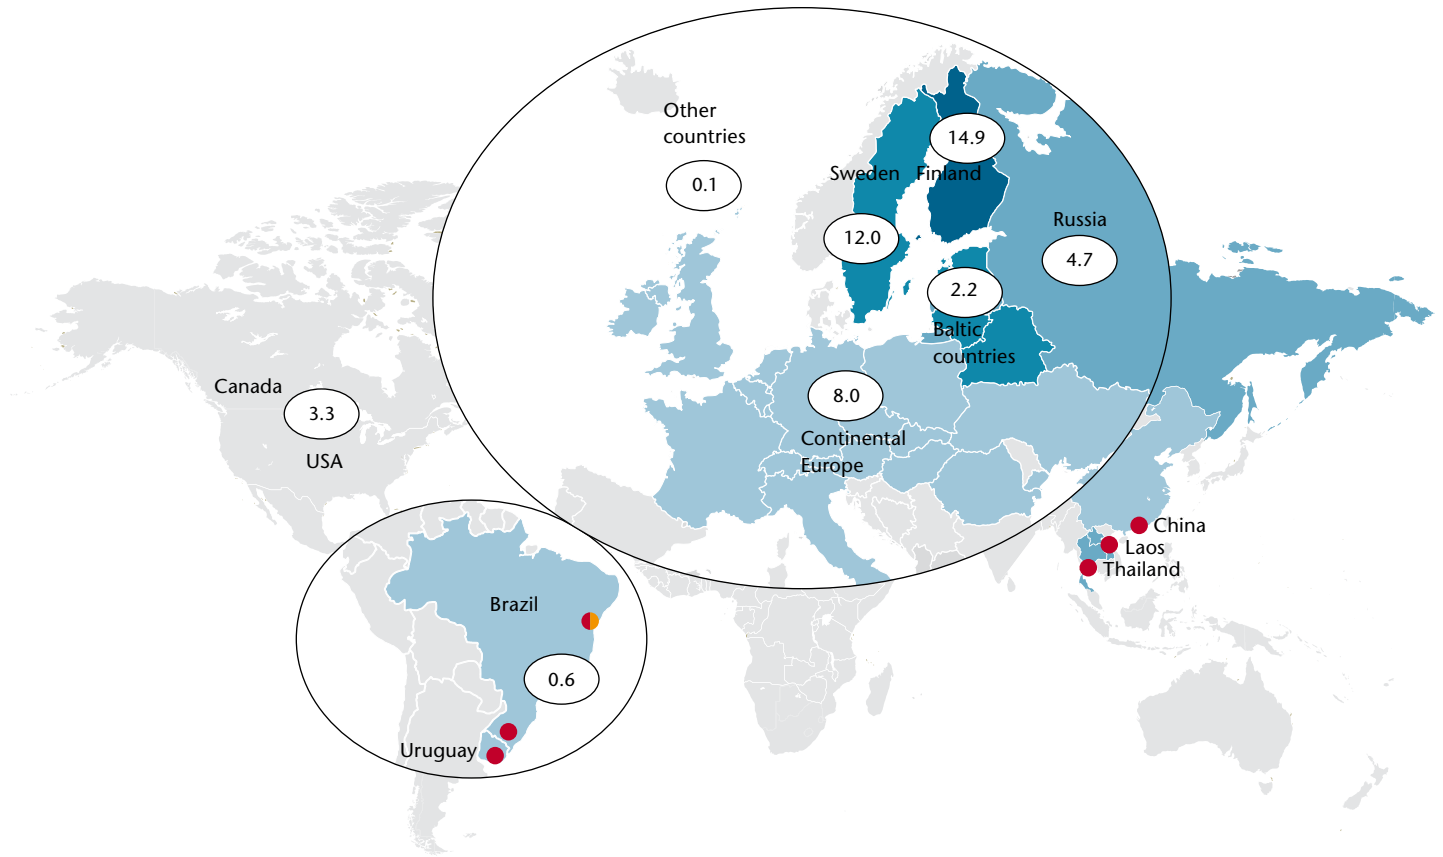 Other
countries
0.1
14.9
Sweden
Finland
12.0
Russia
4.7
2.2
Baltic
countries
8.0
Continental
Europe
Canada
3.3
USA
China
Laos
Thailand
Brazil
0.6
Uruguay